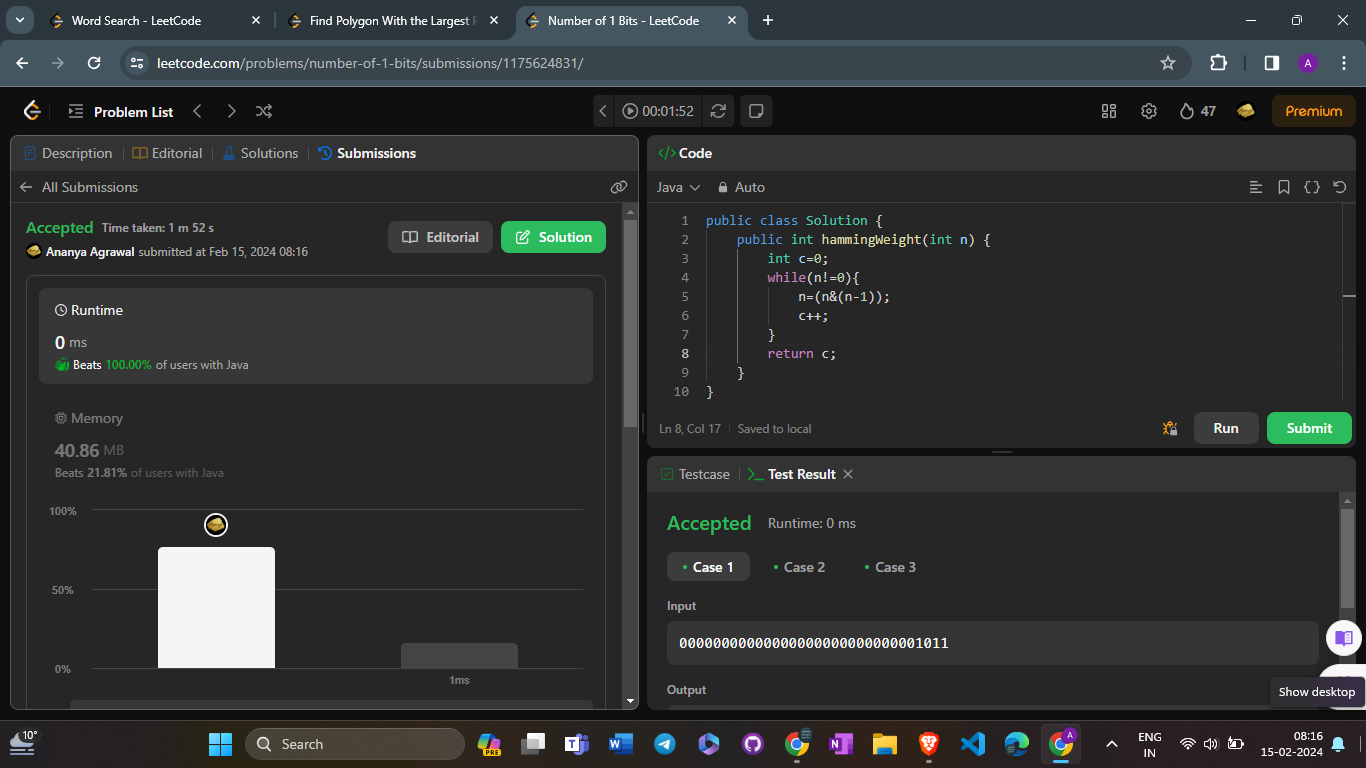 Word Search - LeetCode
Find Polygon With the Largest P
Number of 1 Bits - LeetCode
leetcode.com/problems/number-of-1-bits/submissions/1175624831/
A
Problem List
00:01:52
47
Premium
Description
Editorial
Solutions
Submissions
All Submissions
Accepted Time taken: 1 m 52 s
Ananya Agrawal submitted at Feb 15, 2024 08:16
Editorial
Solution
Runtime
0 ms
Beats 100.00% of users with Java
Memory
40.86 MB
Beats 21.81% of users with Java
100%
50%
0%
1ms
</> Code
Java
Auto
1 public class Solution {
2 public int hammingWeight(int n) {
3 int c=0;
4 while(n!=0){
5 n=(n&(n-1));
6 c++;
7 }
8 return c;
9 }
10 }
Ln 8, Col 17
Saved to local
Run
Submit
Testcase
Test Result
Accepted Runtime: 0 ms
Case 1
Case 2
Case 3
Input
00000000000000000000000000001011
Output
Show desktop
10°
Search
PRE
ENG
IN
08:16
15-02-2024